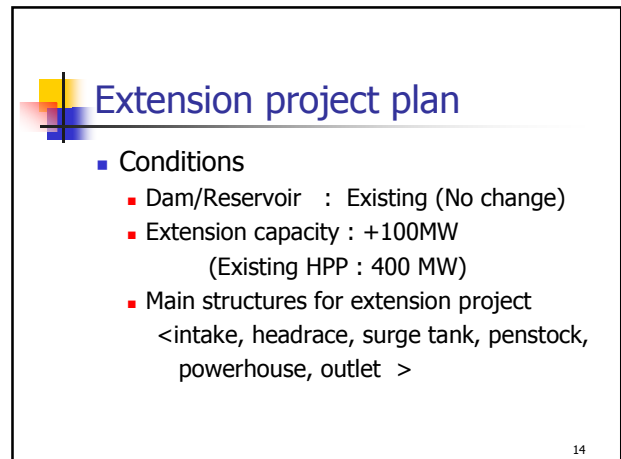 Extension project plan
Conditions
Dam/Reservoir : Existing (No change)
Extension capacity : +100MW
(Existing HPP : 400 MW)
Main structures for extension project
<intake, headrace, surge tank, penstock,
powerhouse, outlet >
14